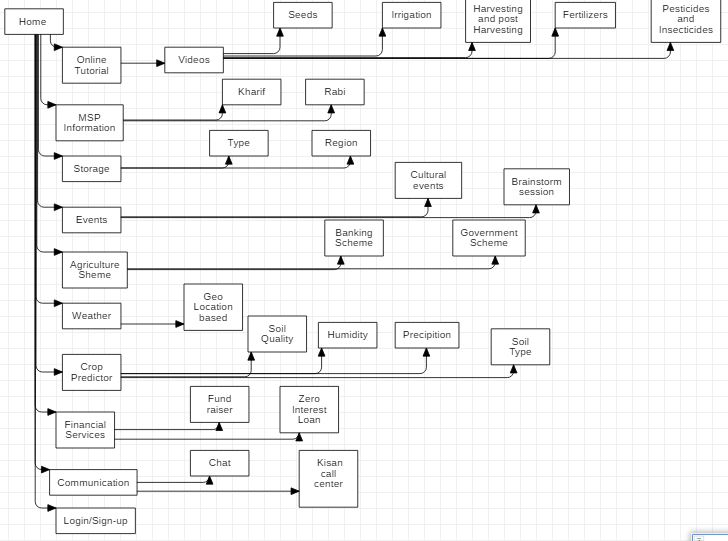 Home
Seeds
Irrigation
Harvesting
and post
Harvesting
Fertilizers
Pesticides
and
Insecticides
Online
Tutorial
Videos
Kharif
Rabi
MSP
Information
Type
Region
Storage
Cultural
events
Brainstorm
session
Events
Banking
Scheme
Government
Scheme
Agriculture
Sheme
Geo
Location
based
Weather
Soil
Quality
Humidity
Precipition
Soil
Type
Crop
Predictor
Fund
raiser
Zero
Interest
Loan
Financial
Services
Chat
Kisan
call
center
Communication
Login/Sign-up